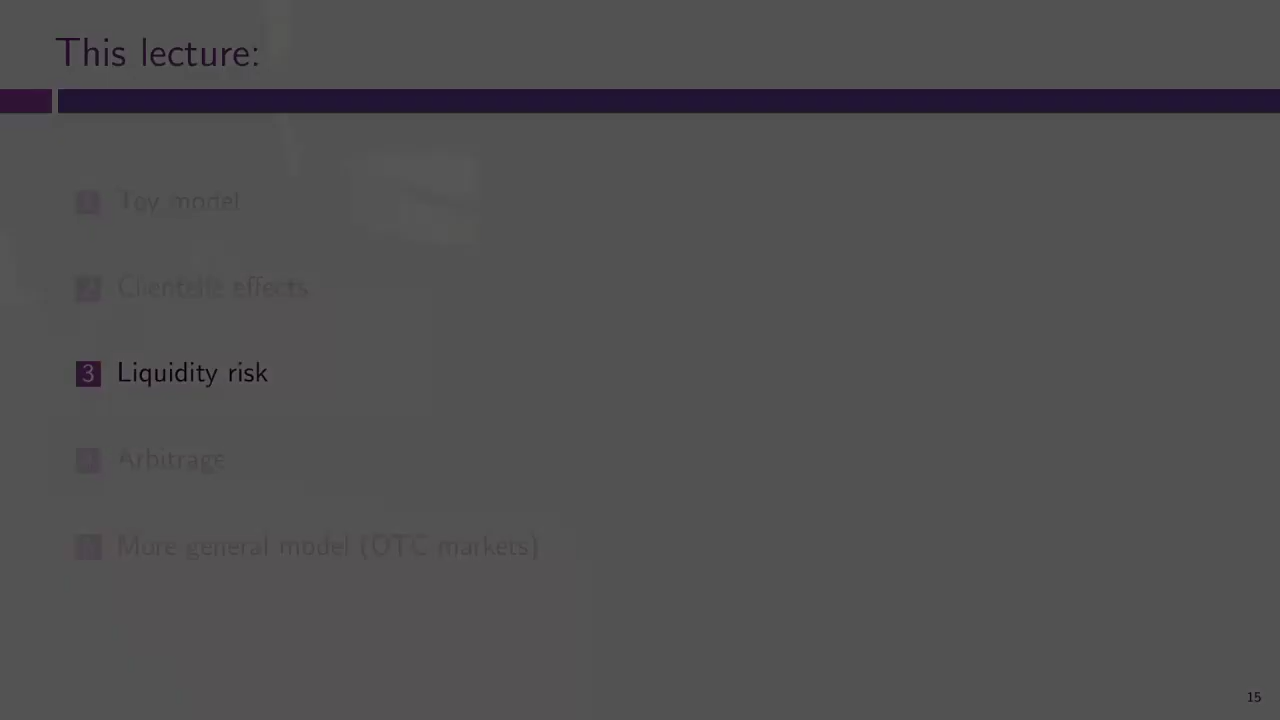 This lecture:
1 Toy model
2 Clientelle effects
3 Liquidity risk
4 Arbitrage
5 More general model (OTC markets)
15